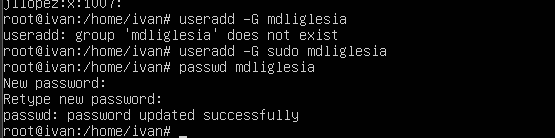 jllopez:x:1007:
root@ivan:/home/ivan# useradd -G mdliglesia
useradd: group 'mdliglesia' does not exist
root@ivan:/home/ivan# useradd -G sudo mdliglesia
root@ivan:/home/ivan# passwd mdliglesia
New password:
Retype new password:
passwd: password updated successfully
root@ivan:/home/ivan# _